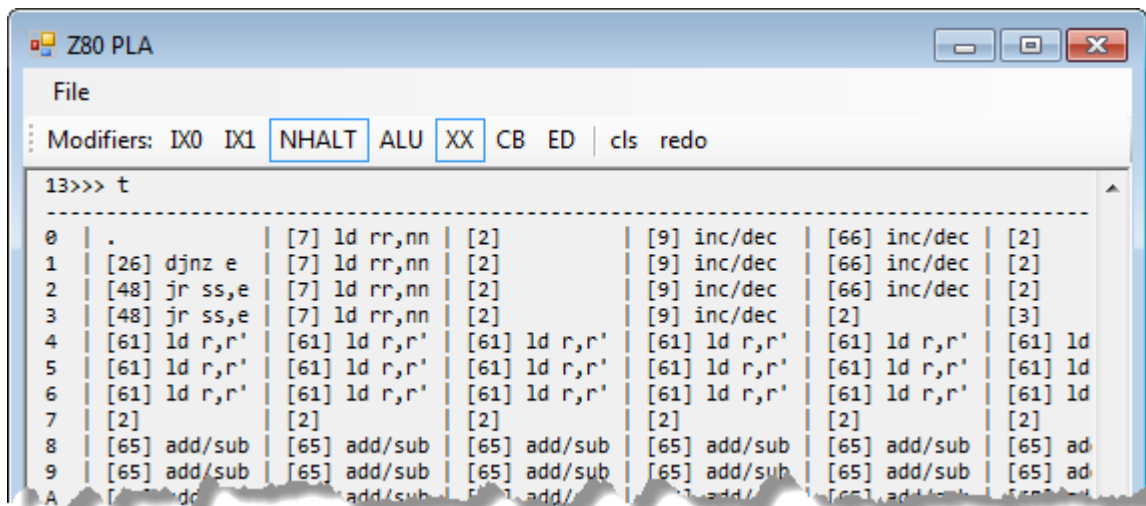 Z80 PLA
File
Modifiers: IX0 IX1 NHALT ALU XX CB ED | cls redo
13>>> t
--------------------------------------------------------------------------------------
0 | . | [7] ld rr,nn | [2] | [9] inc/dec | [66] inc/dec | [2]
1 | [26] djnz e | [7] ld rr,nn | [2] | [9] inc/dec | [66] inc/dec | [2]
2 | [48] jr ss,e | [7] ld rr,nn | [2] | [9] inc/dec | [66] inc/dec | [2]
3 | [48] jr ss,e | [7] ld rr,nn | [2] | [9] inc/dec | [2] | [3]
4 | [61] ld r,r' | [61] ld r,r' | [61] ld r,r' | [61] ld r,r' | [61] ld r,r' | [61] ld
5 | [61] ld r,r' | [61] ld r,r' | [61] ld r,r' | [61] ld r,r' | [61] ld r,r' | [61] ld
6 | [61] ld r,r' | [61] ld r,r' | [61] ld r,r' | [61] ld r,r' | [61] ld r,r' | [61] ld
7 | [2] | [2] | [2] | [2] | [2] | [2]
8 | [65] add/sub | [65] add/sub | [65] add/sub | [65] add/sub | [65] add/sub | [65] ad
9 | [65] add/sub | [65] add/sub | [65] add/sub | [65] add/sub | [65] add/sub | [65] ad
A